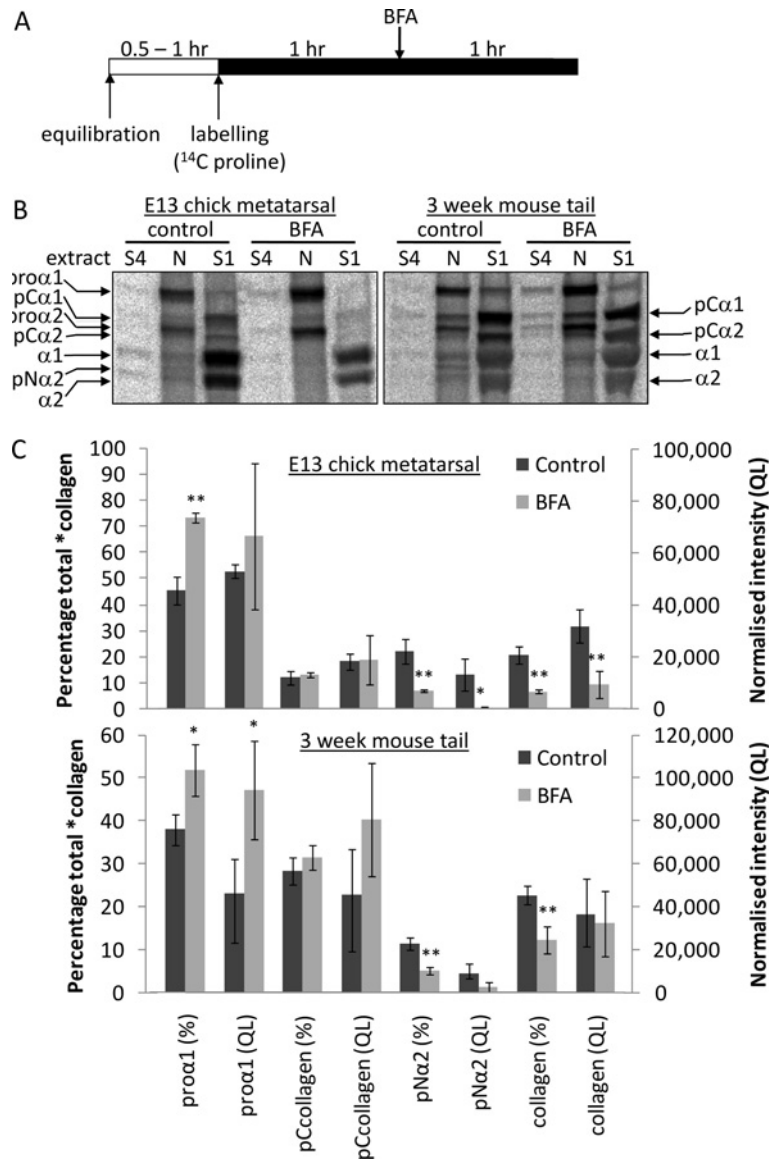 A
BFA
0.5 – 1 hr 1 hr 1 hr
equilibration labelling
(¹⁴C proline)
B
E13 chick metatarsal 3 week mouse tail
control BFA control BFA
extract S4 N S1 S4 N S1 S4 N S1 S4 N S1
proα1
pCα1
proα2
pCα2
α1
pNα2
α2
pCα1
pCα2
α1
α2
C
E13 chick metatarsal
Control
BFA
Percentage total *collagen
100
90
80
70
60
50
40
30
20
10
0
** ** * ** **
100,000
80,000
60,000
40,000
20,000
0
Normalised intensity (QL)
3 week mouse tail
Control
BFA
Percentage total *collagen
60
50
40
30
20
10
0
* * ** **
120,000
100,000
80,000
60,000
40,000
20,000
0
Normalised intensity (QL)
proα1 (%)
proα1 (QL)
pCcollagen (%)
pCcollagen (QL)
pNα2 (%)
pNα2 (QL)
collagen (%)
collagen (QL)